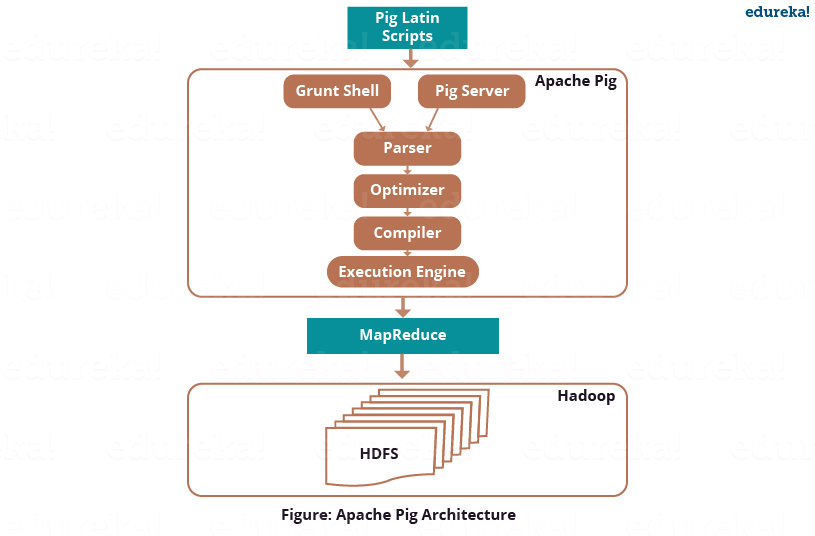 edureka!
Pig Latin
Scripts
Apache Pig
Grunt Shell
Pig Server
Parser
Optimizer
Compiler
Execution Engine
MapReduce
Hadoop
HDFS
Figure: Apache Pig Architecture